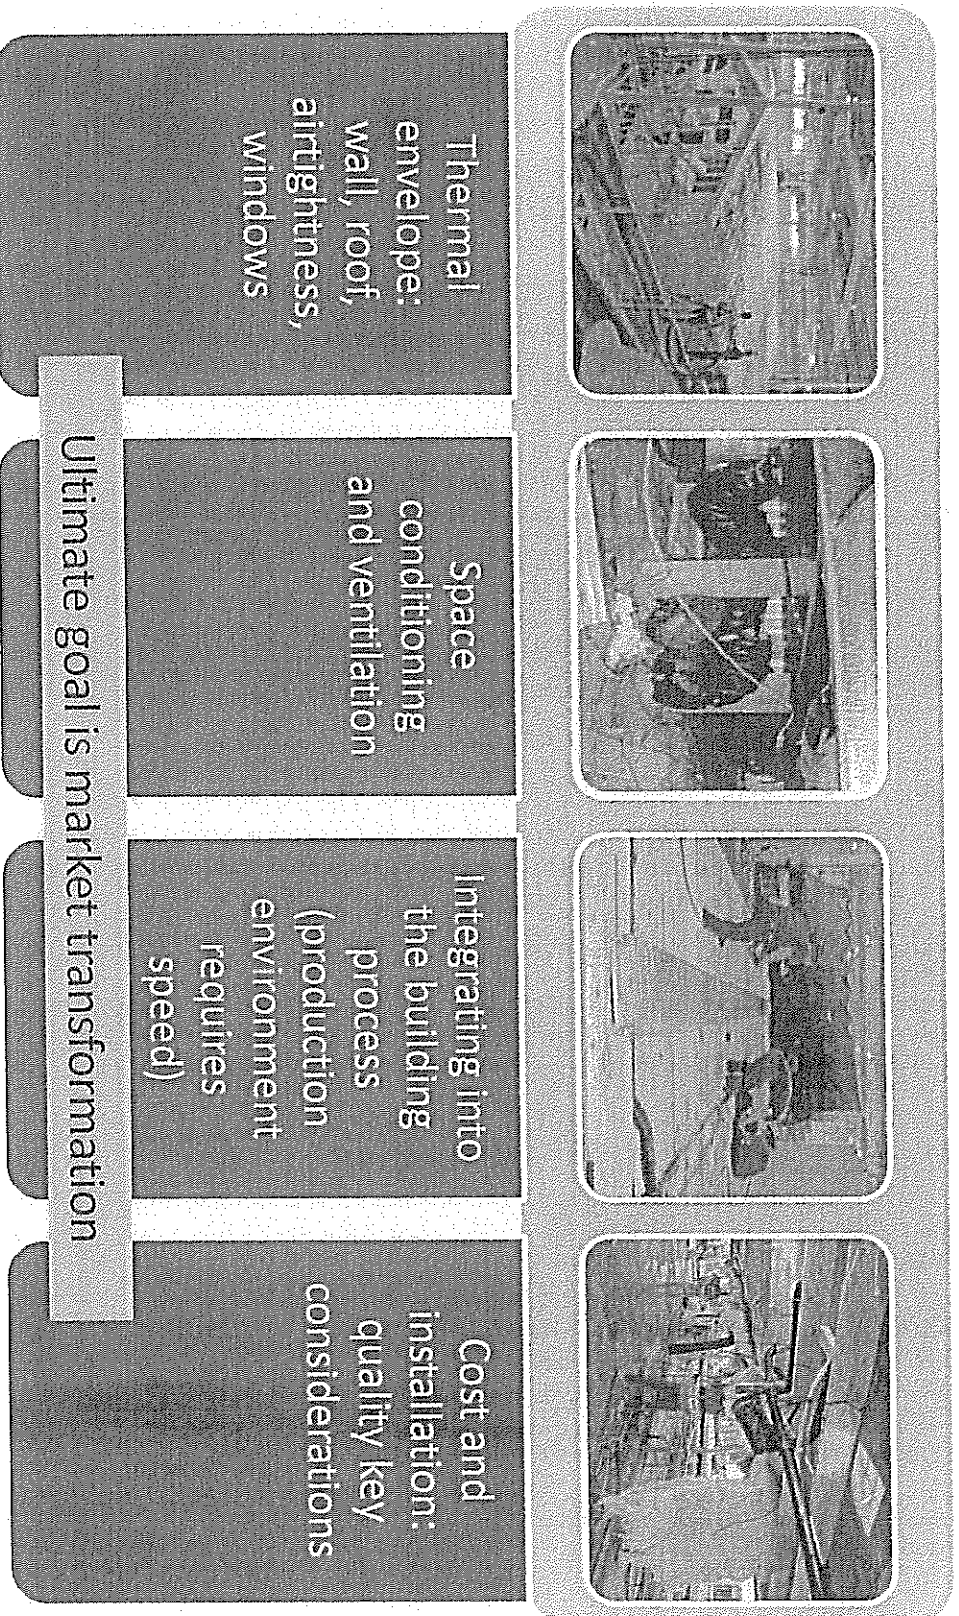 Thermal
envelope:
wall, roof,
airtightness,
windows
Space
conditioning
and ventilation
Integrating into
the building
process
(production
environment
requires
speed)
Cost and
installation:
quality key
considerations
Ultimate goal is market transformation